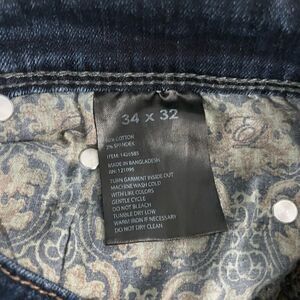 34 x 32
COTTON
2% SPANDEX
MADE IN BANGLADESH
RN: 121095
TURN GARMENT INSIDE OUT
MACHINE WASH COLD
WITH LIKE COLORS
GENTLE CYCLE
DO NOT BLEACH
TUMBLE DRY LOW
WARM IRON IF NECESSARY
DO NOT DRY CLEAN